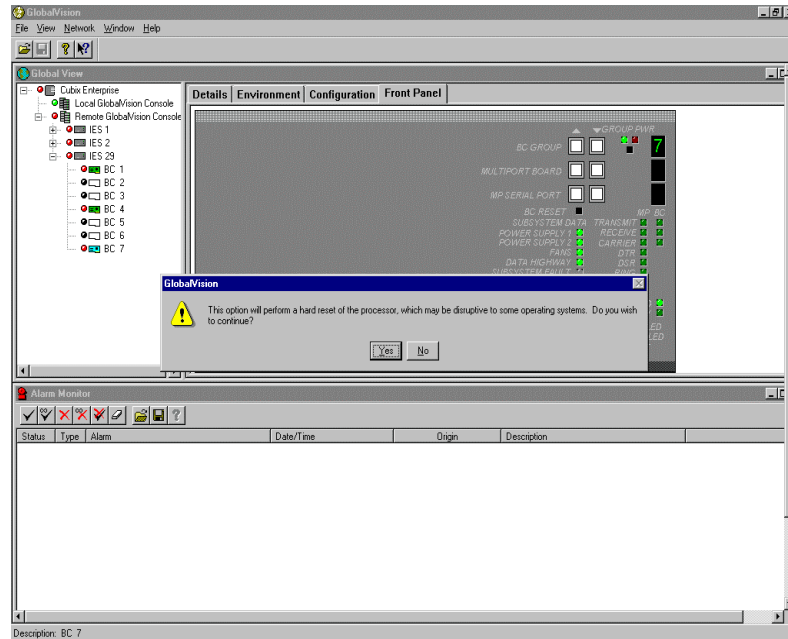 GlobalVision
File View Network Window Help
Global View
Cubix Enterprise
Local GlobalVision Console
Remote GlobalVision Console
IES 1
IES 2
IES 29
BC 1
BC 2
BC 3
BC 4
BC 5
BC 6
BC 7
Details Environment Configuration Front Panel
GROUP PWR
BC GROUP 7
MULTIPORT BOARD
MP SERIAL PORT
BC RESET MP BC
SUBSYSTEM DATA TRANSMIT
POWER SUPPLY 1 RECEIVE
POWER SUPPLY 2 CARRIER
FANS DTR
DATA HIGHWAY DSR
SUBSYSTEM FAULT RING
GlobalVision
This option will perform a hard reset of the processor, which may be disruptive to some operating systems. Do you wish
to continue?
Yes No
Alarm Monitor
Status Type Alarm Date/Time Origin Description
Description: BC 7